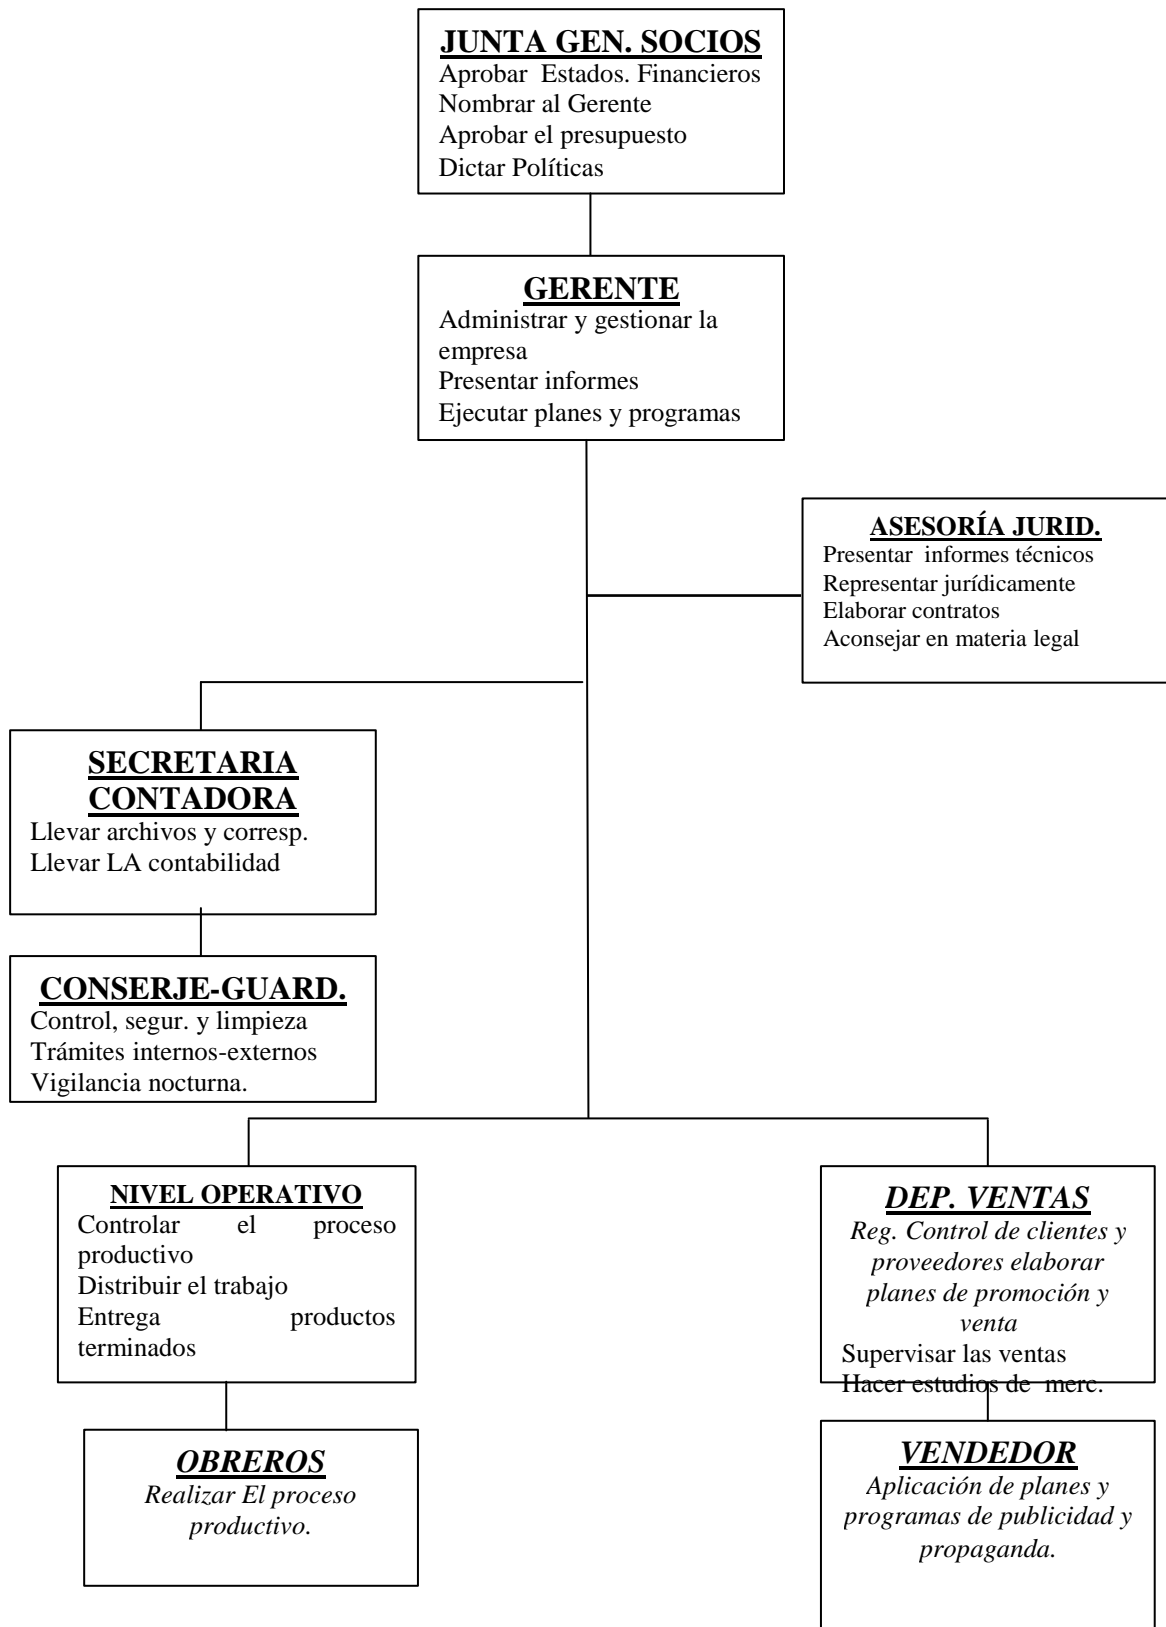 JUNTA GEN. SOCIOS
Aprobar Estados. Financieros
Nombrar al Gerente
Aprobar el presupuesto
Dictar Políticas
GERENTE
Administrar y gestionar la
empresa
Presentar informes
Ejecutar planes y programas
ASESORÍA JURID.
Presentar informes técnicos
Representar jurídicamente
Elaborar contratos
Aconsejar en materia legal
SECRETARIA
CONTADORA
Llevar archivos y corresp.
Llevar LA contabilidad
CONSERJE-GUARD.
Control, segur. y limpieza
Trámites internos-externos
Vigilancia nocturna.
NIVEL OPERATIVO
Controlar el proceso
productivo
Distribuir el trabajo
Entrega productos
terminados
DEP. VENTAS
Reg. Control de clientes y
proveedores elaborar
planes de promoción y
venta
Supervisar las ventas
Hacer estudios de merc.
OBREROS
Realizar El proceso
productivo.
VENDEDOR
Aplicación de planes y
programas de publicidad y
propaganda.